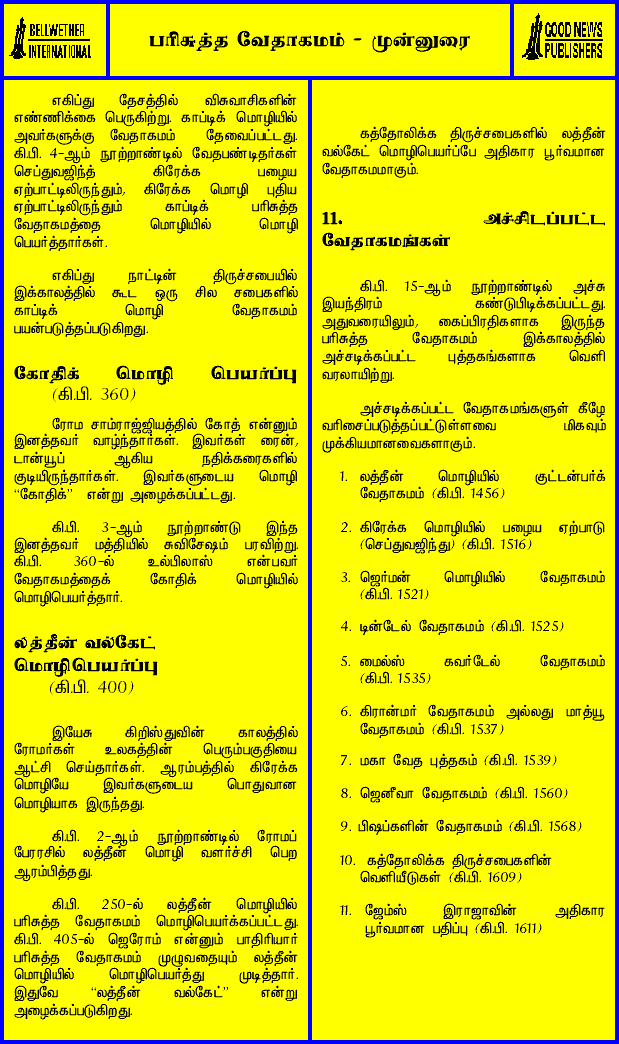 BELLWETHER
INTERNATIONAL
பரிசுத்த வேதாகமம் - முன்னுரை
GOOD NEWS
PUBLISHERS
எகிப்து தேசத்தில் விசுவாசிகளின்
எண்ணிக்கை பெருகிற்று. காப்டிக் மொழியில்
அவர்களுக்கு வேதாகமம் தேவைப்பட்டது.
கி.பி. 4-ஆம் நூற்றாண்டில் வேதபண்டிதர்கள்
செப்துவஜிந்த் கிரேக்க பழைய
ஏற்பாட்டிலிருந்தும், கிரேக்க மொழி புதிய
ஏற்பாட்டிலிருந்தும் காப்டிக் பரிசுத்த
வேதாகமத்தை மொழியில் மொழி
பெயர்த்தார்கள்.
எகிப்து நாட்டின் திருச்சபையில்
இக்காலத்தில் கூட ஒரு சில சபைகளில்
காப்டிக் மொழி வேதாகமம்
பயன்படுத்தப்படுகிறது.
கோதிக் மொழி பெயர்ப்பு
(கி.பி. 360)
ரோம சாம்ராஜ்ஜியத்தில் கோத் என்னும்
இனத்தவர் வாழ்ந்தார்கள். இவர்கள் ரைன்,
டான்யூப் ஆகிய நதிக்கரைகளில்
குடியிருந்தார்கள். இவர்களுடைய மொழி
“கோதிக்” என்று அழைக்கப்பட்டது.
கி.பி. 3-ஆம் நூற்றாண்டு இந்த
இனத்தவர் மத்தியில் சுவிசேஷம் பரவிற்று.
கி.பி. 360-ல் உல்பிலாஸ் என்பவர்
வேதாகமத்தைக் கோதிக் மொழியில்
மொழிபெயர்த்தார்.
லத்தீன் வல்கேட்
மொழிபெயர்ப்பு
(கி.பி. 400)
இயேசு கிறிஸ்துவின் காலத்தில்
ரோமர்கள் உலகத்தின் பெரும்பகுதியை
ஆட்சி செய்தார்கள். ஆரம்பத்தில் கிரேக்க
மொழியே இவர்களுடைய பொதுவான
மொழியாக இருந்தது.
கி.பி. 2-ஆம் நூற்றாண்டில் ரோமப்
பேரரசில் லத்தீன் மொழி வளர்ச்சி பெற
ஆரம்பித்தது.
கி.பி. 250-ல் லத்தீன் மொழியில்
பரிசுத்த வேதாகமம் மொழிபெயர்க்கப்பட்டது.
கி.பி. 405-ல் ஜெரோம் என்னும் பாதிரியார்
பரிசுத்த வேதாகமம் முழுவதையும் லத்தீன்
மொழியில் மொழிபெயர்த்து முடித்தார்.
இதுவே “லத்தீன் வல்கேட்” என்று
அழைக்கப்படுகிறது.
கத்தோலிக்க திருச்சபைகளில் லத்தீன்
வல்கேட் மொழிபெயர்ப்பே அதிகார பூர்வமான
வேதாகமமாகும்.
11. அச்சிடப்பட்ட
வேதாகமங்கள்
கி.பி. 15-ஆம் நூற்றாண்டில் அச்சு
இயந்திரம் கண்டுபிடிக்கப்பட்டது.
அதுவரையிலும், கைப்பிரதிகளாக இருந்த
பரிசுத்த வேதாகமம் இக்காலத்தில்
அச்சடிக்கப்பட்ட புத்தகங்களாக வெளி
வரலாயிற்று.
அச்சடிக்கப்பட்ட வேதாகமங்களுள் கீழே
வரிசைப்படுத்தப்பட்டுள்ளவை மிகவும்
முக்கியமானவைகளாகும்.
1. லத்தீன் மொழியில் குட்டன்பர்க்
வேதாகமம் (கி.பி. 1456)
2. கிரேக்க மொழியில் பழைய ஏற்பாடு
(செப்துவஜிந்து) (கி.பி. 1516)
3. ஜெர்மன் மொழியில் வேதாகமம்
(கி.பி. 1521)
4. டின்டேல் வேதாகமம் (கி.பி. 1525)
5. மைல்ஸ் கவர்டேல் வேதாகமம்
(கி.பி. 1535)
6. கிரான்மர் வேதாகமம் அல்லது மாத்யூ
வேதாகமம் (கி.பி. 1537)
7. மகா வேத புத்தகம் (கி.பி. 1539)
8. ஜெனீவா வேதாகமம் (கி.பி. 1560)
9. பிஷப்களின் வேதாகமம் (கி.பி. 1568)
10. கத்தோலிக்க திருச்சபைகளின்
வெளியீடுகள் (கி.பி. 1609)
11. ஜேம்ஸ் இராஜாவின் அதிகார
பூர்வமான பதிப்பு (கி.பி. 1611)